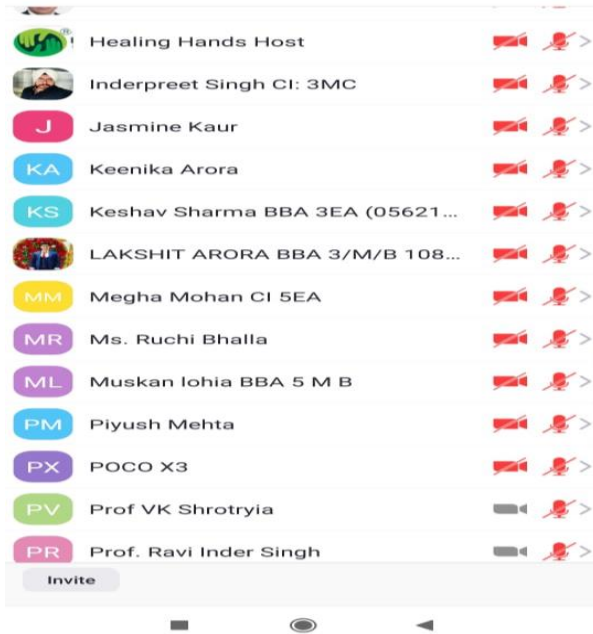 Healing Hands Host
Inderpreet Singh CI: 3MC
J Jasmine Kaur
KA Keenika Arora
KS Keshav Sharma BBA 3EA (05621...
LAKSHIT ARORA BBA 3/M/B 108...
MM Megha Mohan CI 5EA
MR Ms. Ruchi Bhalla
ML Muskan lohia BBA 5 M B
PM Piyush Mehta
PX POCO X3
PV Prof VK Shrotryia
PR Prof. Ravi Inder Singh
Invite